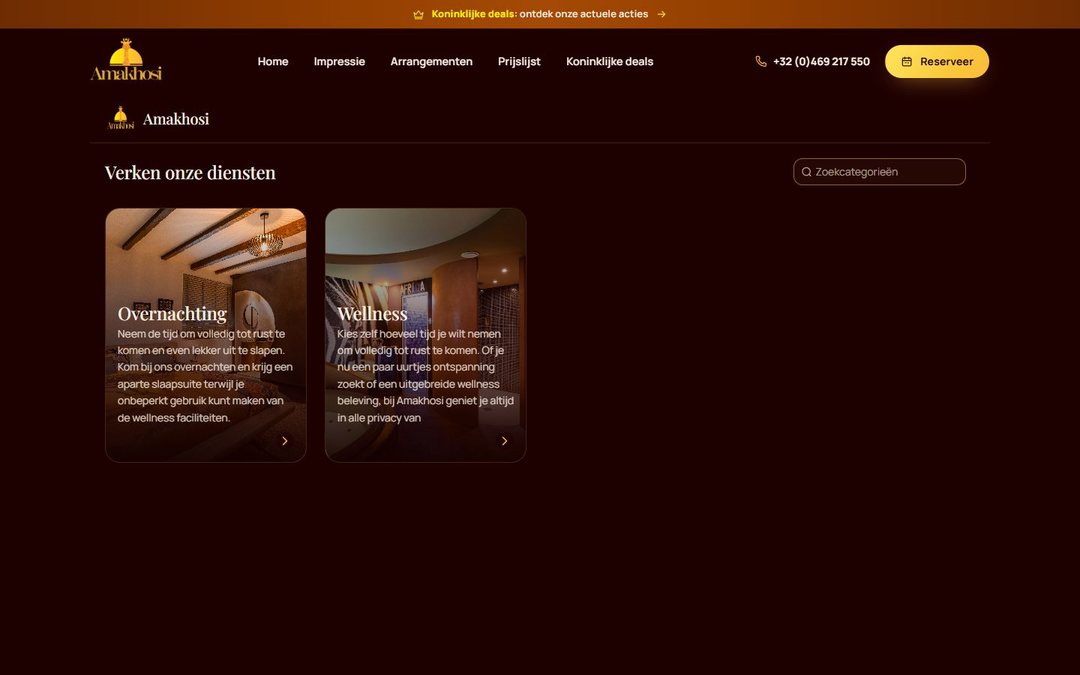 Koninklijke deals: ontdek onze actuele acties →
Amakhosi
Home
Impressie
Arrangementen
Prijslijst
Koninklijke deals
+32 (0)469 217 550
Reserveer
Amakhosi
Amakhosi
Verken onze diensten
Zoekcategorieën
AFRICA
Overnachting
Neem de tijd om volledig tot rust te
komen en even lekker uit te slapen.
Kom bij ons overnachten en krijg een
aparte slaapsuite terwijl je
onbeperkt gebruik kunt maken van
de wellness faciliteiten.
Wellness
Kies zelf hoeveel tijd je wilt nemen
om volledig tot rust te komen. Of je
nu een paar uurtjes ontspanning
zoekt of een uitgebreide wellness
beleving, bij Amakhosi geniet je altijd
in alle privacy van